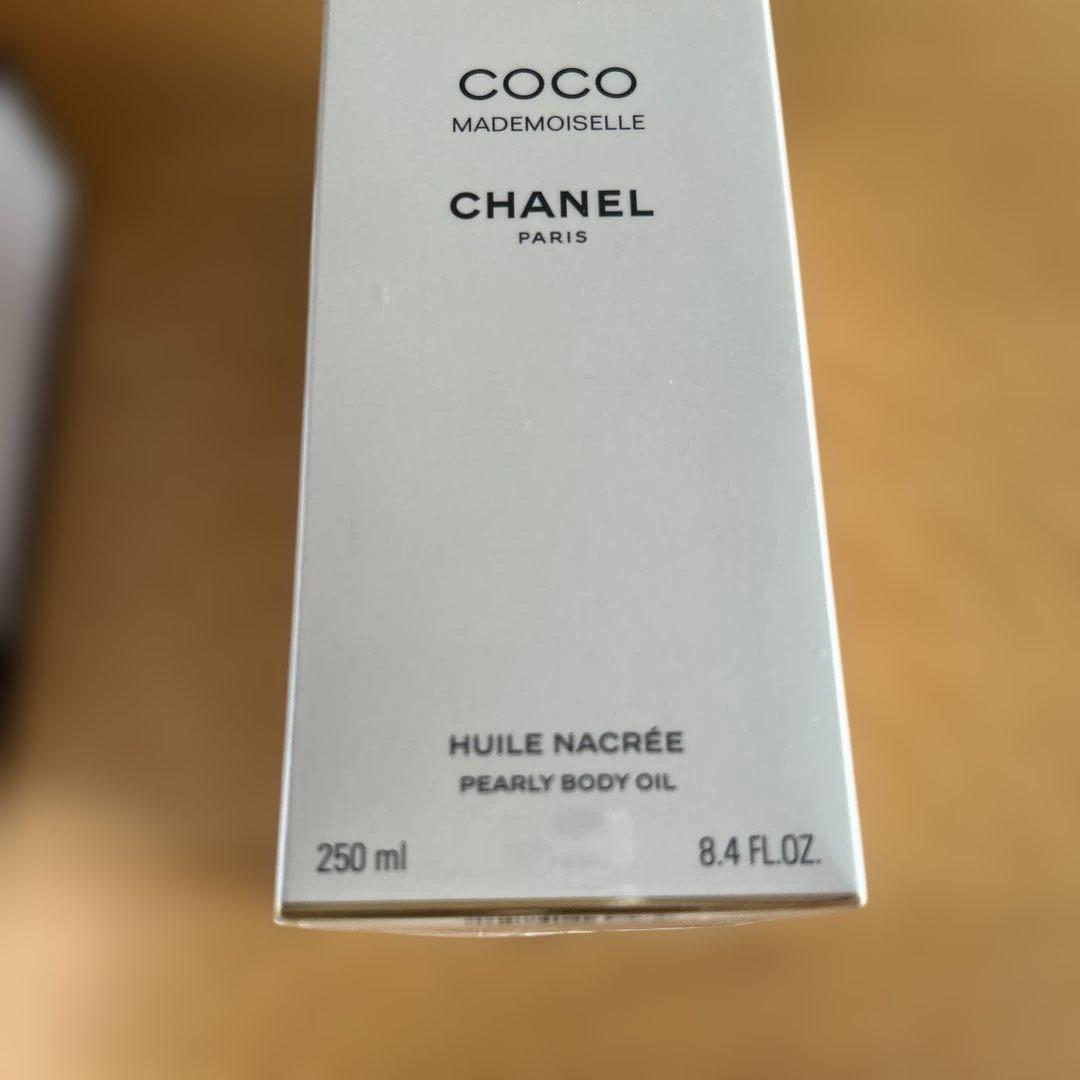 COCO
MADEMOISELLE
CHANEL
PARIS
HUILE NACRÉE
PEARLY BODY OIL
250 ml
8.4 FL.OZ.